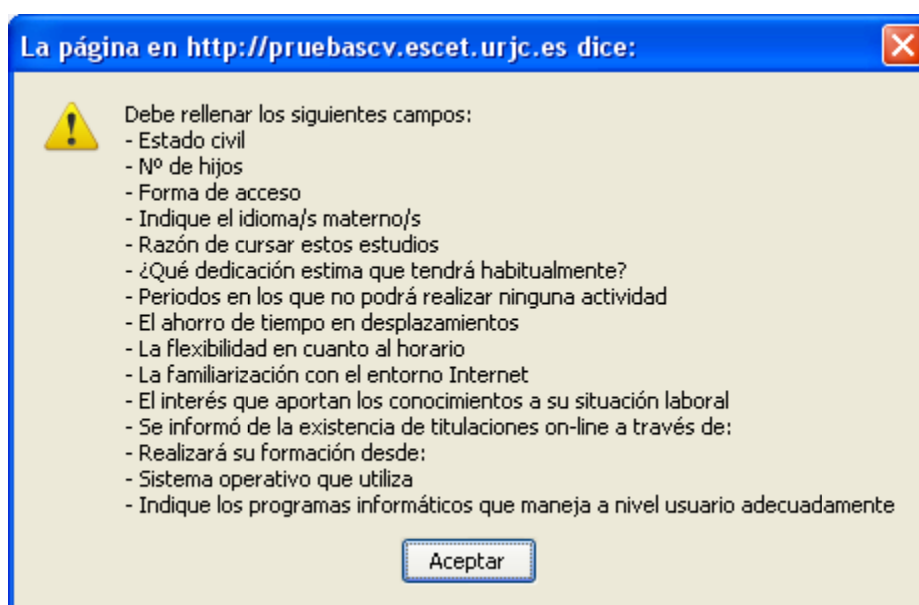 La página en http://pruebascv.escet.urjc.es dice:
Debe rellenar los siguientes campos:
- Estado civil
- Nº de hijos
- Forma de acceso
- Indique el idioma/s materno/s
- Razón de cursar estos estudios
- ¿Qué dedicación estima que tendrá habitualmente?
- Periodos en los que no podrá realizar ninguna actividad
- El ahorro de tiempo en desplazamientos
- La flexibilidad en cuanto al horario
- La familiarización con el entorno Internet
- El interés que aportan los conocimientos a su situación laboral
- Se informó de la existencia de titulaciones on-line a través de:
- Realizará su formación desde:
- Sistema operativo que utiliza
- Indique los programas informáticos que maneja a nivel usuario adecuadamente
Aceptar